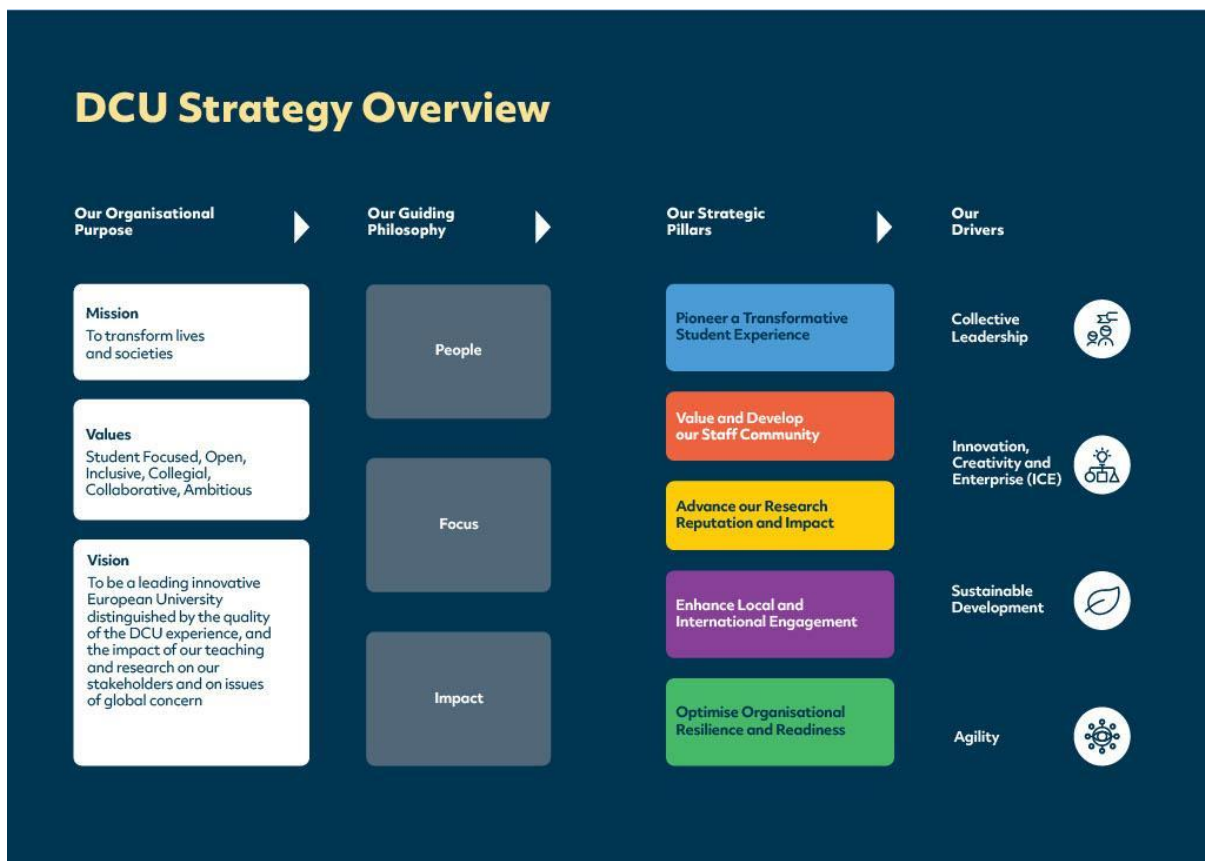 DCU Strategy Overview
Our Organisational
Purpose
Our Guiding
Philosophy
Our Strategic
Pillars
Our
Drivers
Mission
To transform lives
and societies
Values
Student Focused, Open,
Inclusive, Collegial,
Collaborative, Ambitious
Vision
To be a leading innovative
European University
distinguished by the quality
of the DCU experience, and
the impact of our teaching
and research on our
stakeholders and on issues
of global concern
People
Focus
Impact
Pioneer a Transformative
Student Experience
Value and Develop
our Staff Community
Advance our Research
Reputation and Impact
Enhance Local and
International Engagement
Optimise Organisational
Resilience and Readiness
Collective
Leadership
Innovation,
Creativity and
Enterprise (ICE)
Sustainable
Development
Agility